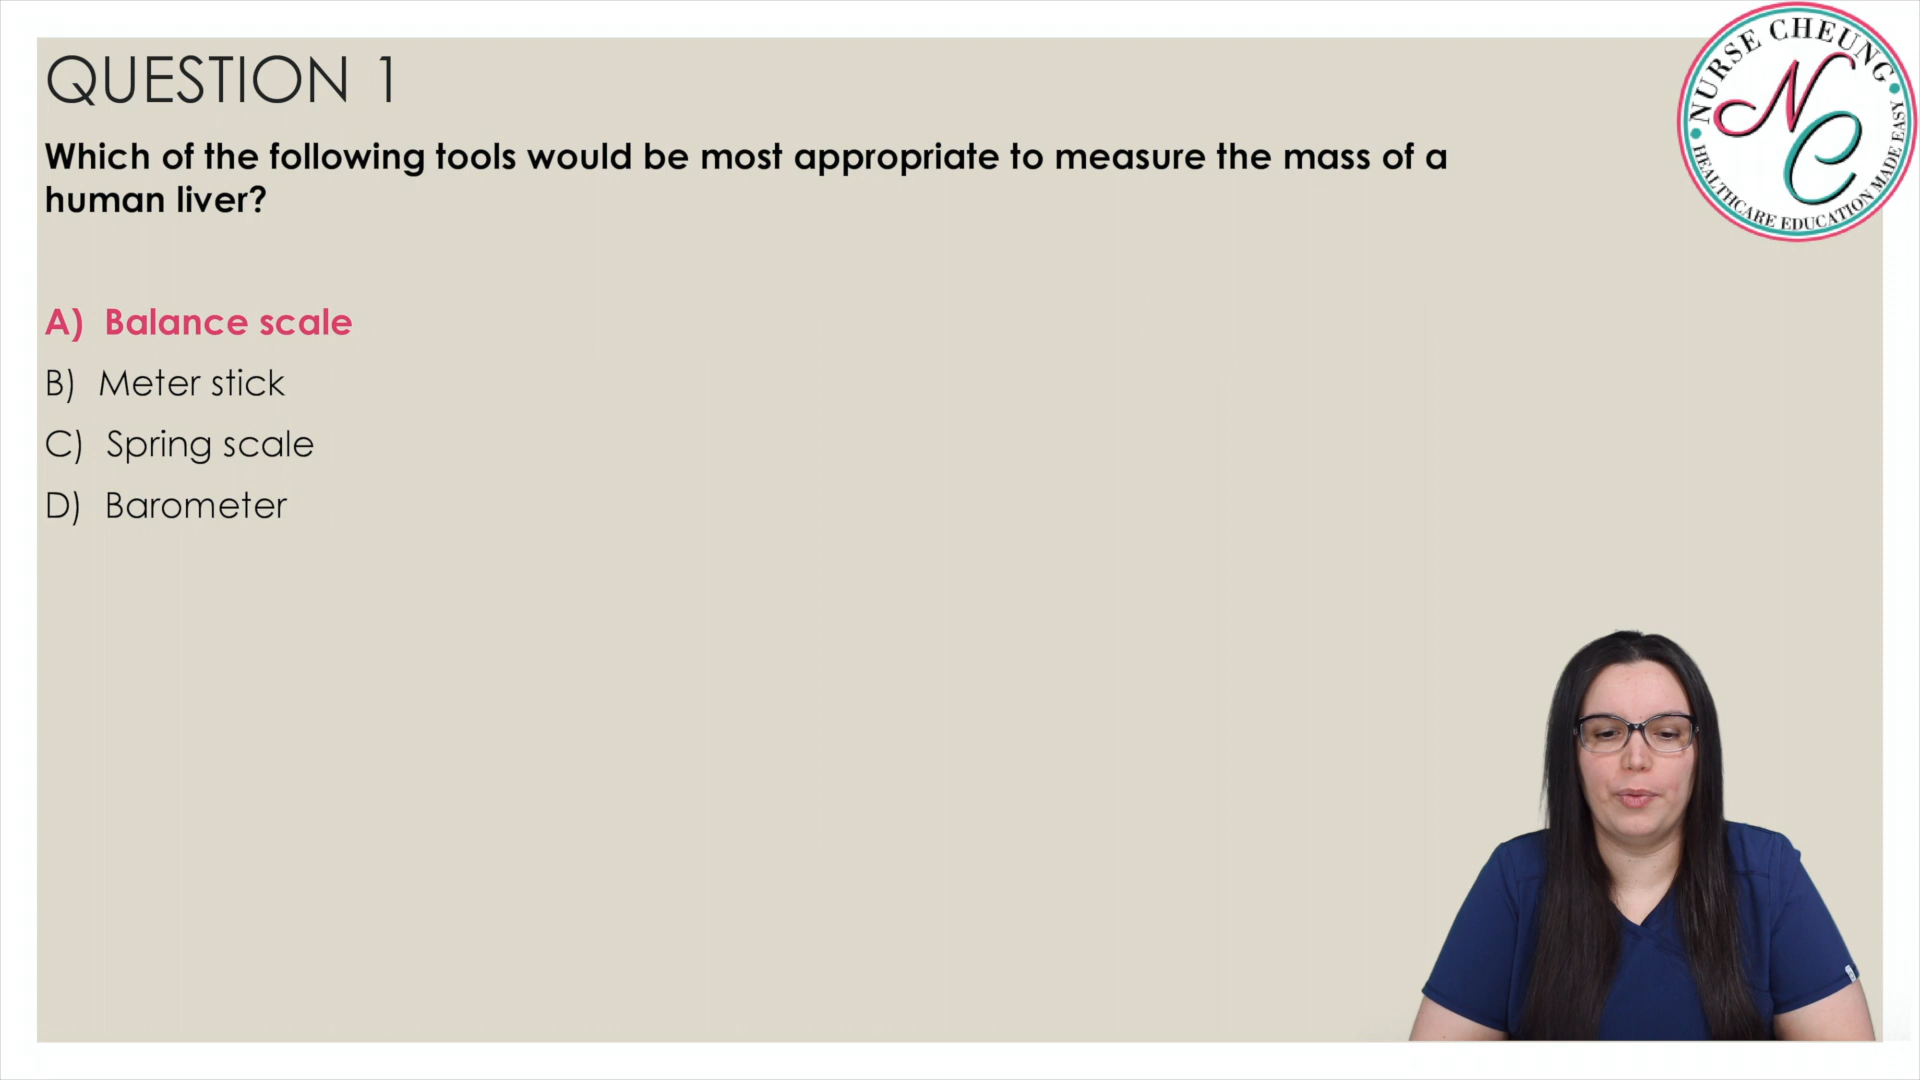 QUESTION 1
Which of the following tools would be most appropriate to measure the mass of a
human liver?
A) Balance scale
B) Meter stick
C) Spring scale
D) Barometer
NURSE CHEUNG
NC
HEALTHCARE EDUCATION MADE EASY